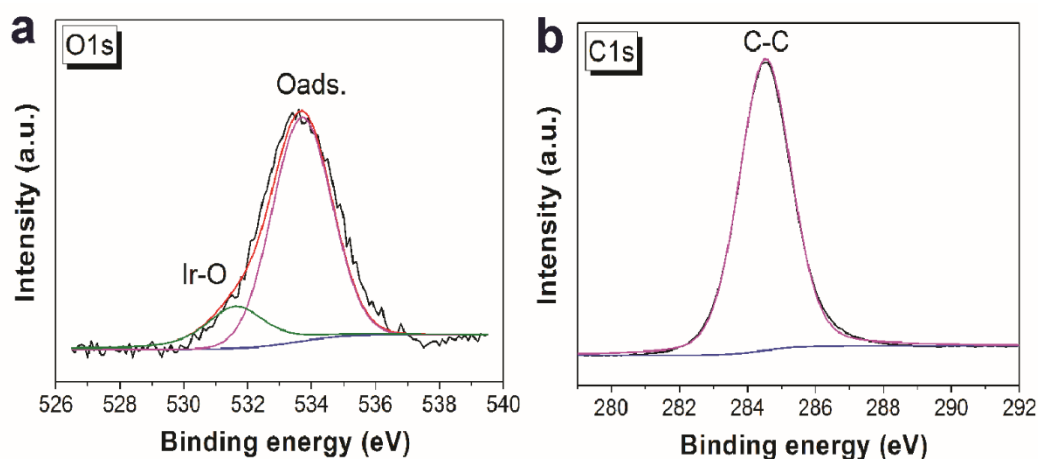 a
O1s
Oads.
Ir-O
Intensity (a.u.)
526 528 530 532 534 536 538 540
Binding energy (eV)
b
C1s
C-C
Intensity (a.u.)
280 282 284 286 288 290 292
Binding energy (eV)